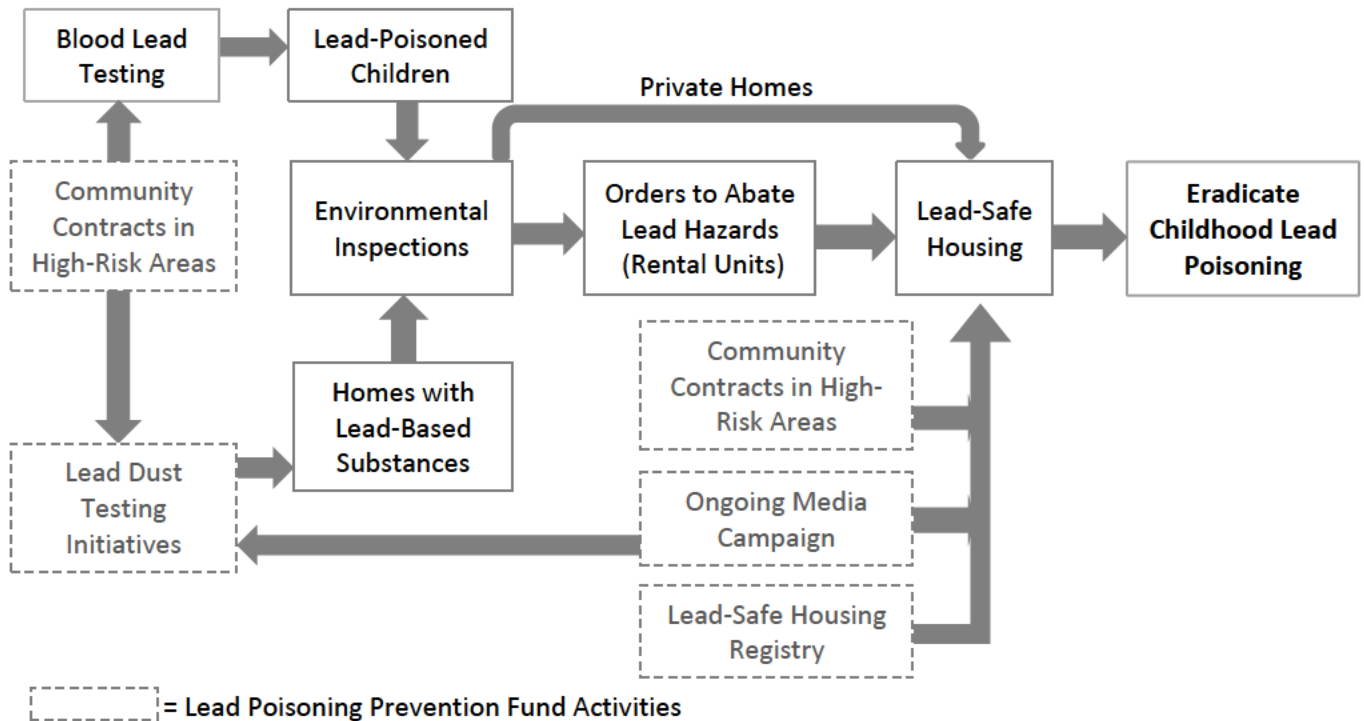 Blood Lead
Testing
Lead-Poisoned
Children
Private Homes
Community
Contracts in
High-Risk Areas
Environmental
Inspections
Orders to Abate
Lead Hazards
(Rental Units)
Lead-Safe
Housing
Eradicate
Childhood Lead
Poisoning
Homes with
Lead-Based
Substances
Community
Contracts in High-
Risk Areas
Lead Dust
Testing
Initiatives
Ongoing Media
Campaign
Lead-Safe Housing
Registry
= Lead Poisoning Prevention Fund Activities